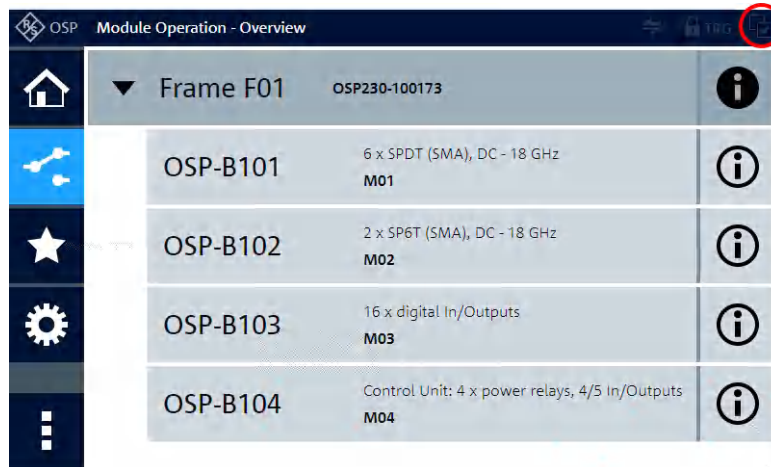 R&S OSP Module Operation - Overview TRG
Frame F01 OSP230-100173
OSP-B101 6 x SPDT (SMA), DC - 18 GHz
M01
OSP-B102 2 x SP6T (SMA), DC - 18 GHz
M02
OSP-B103 16 x digital In/Outputs
M03
OSP-B104 Control Unit: 4 x power relays, 4/5 In/Outputs
M04